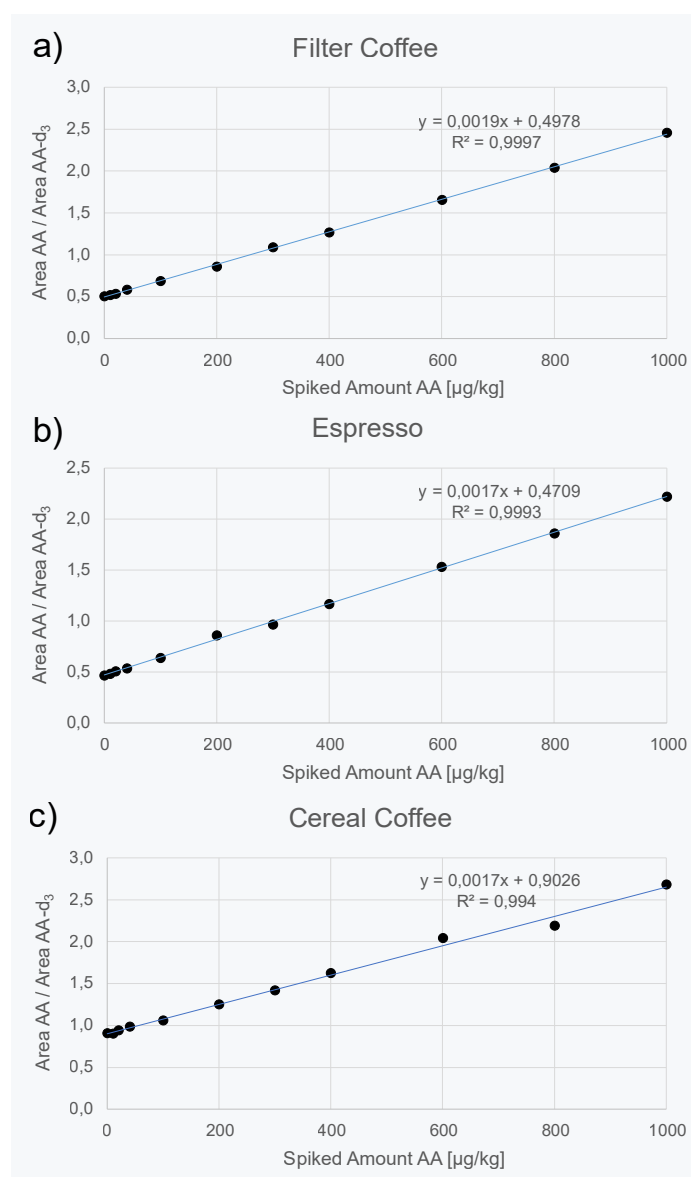 a)
Filter Coffee
3,0
2,5
2,0
1,5
1,0
0,5
0,0
y = 0,0019x + 0,4978
R² = 0,9997
0 200 400 600 800 1000
Area AA / Area AA-d₃
Spiked Amount AA [µg/kg]
b)
Espresso
2,5
2,0
1,5
1,0
0,5
0,0
y = 0,0017x + 0,4709
R² = 0,9993
0 200 400 600 800 1000
Area AA / Area AA-d₃
Spiked Amount AA [µg/kg]
c)
Cereal Coffee
3,0
2,5
2,0
1,5
1,0
0,5
0,0
y = 0,0017x + 0,9026
R² = 0,994
0 200 400 600 800 1000
Area AA / Area AA-d₃
Spiked Amount AA [µg/kg]